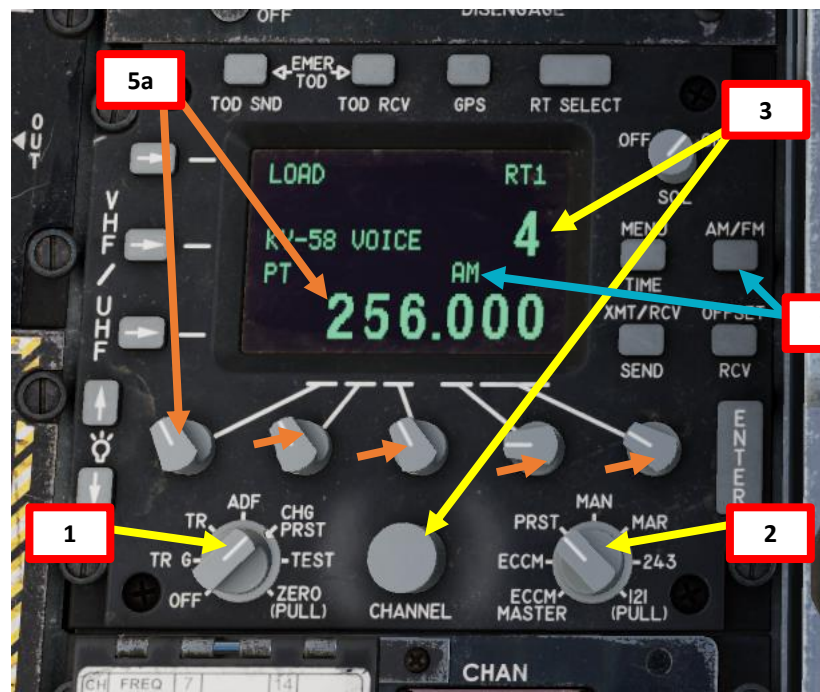 OFF
DISENGAGE
5a
EMER
TOD
TOD SND
TOD RCV
GPS
RT SELECT
3
OUT
OFF
SQL
LOAD
RT1
4
KY-58 VOICE
PT
AM
256.000
VHF/UHF
MENU
TIME
AM/FM
XMT/RCV
SEND
OFFSET
RCV
ENTER
1
2
ADF
TR
CHG
PRST
TR G
TEST
OFF
ZERO
(PULL)
CHANNEL
MAN
PRST
MAR
ECCM
243
ECCM
MASTER
121
(PULL)
CHAN
CH
FREQ
7
14